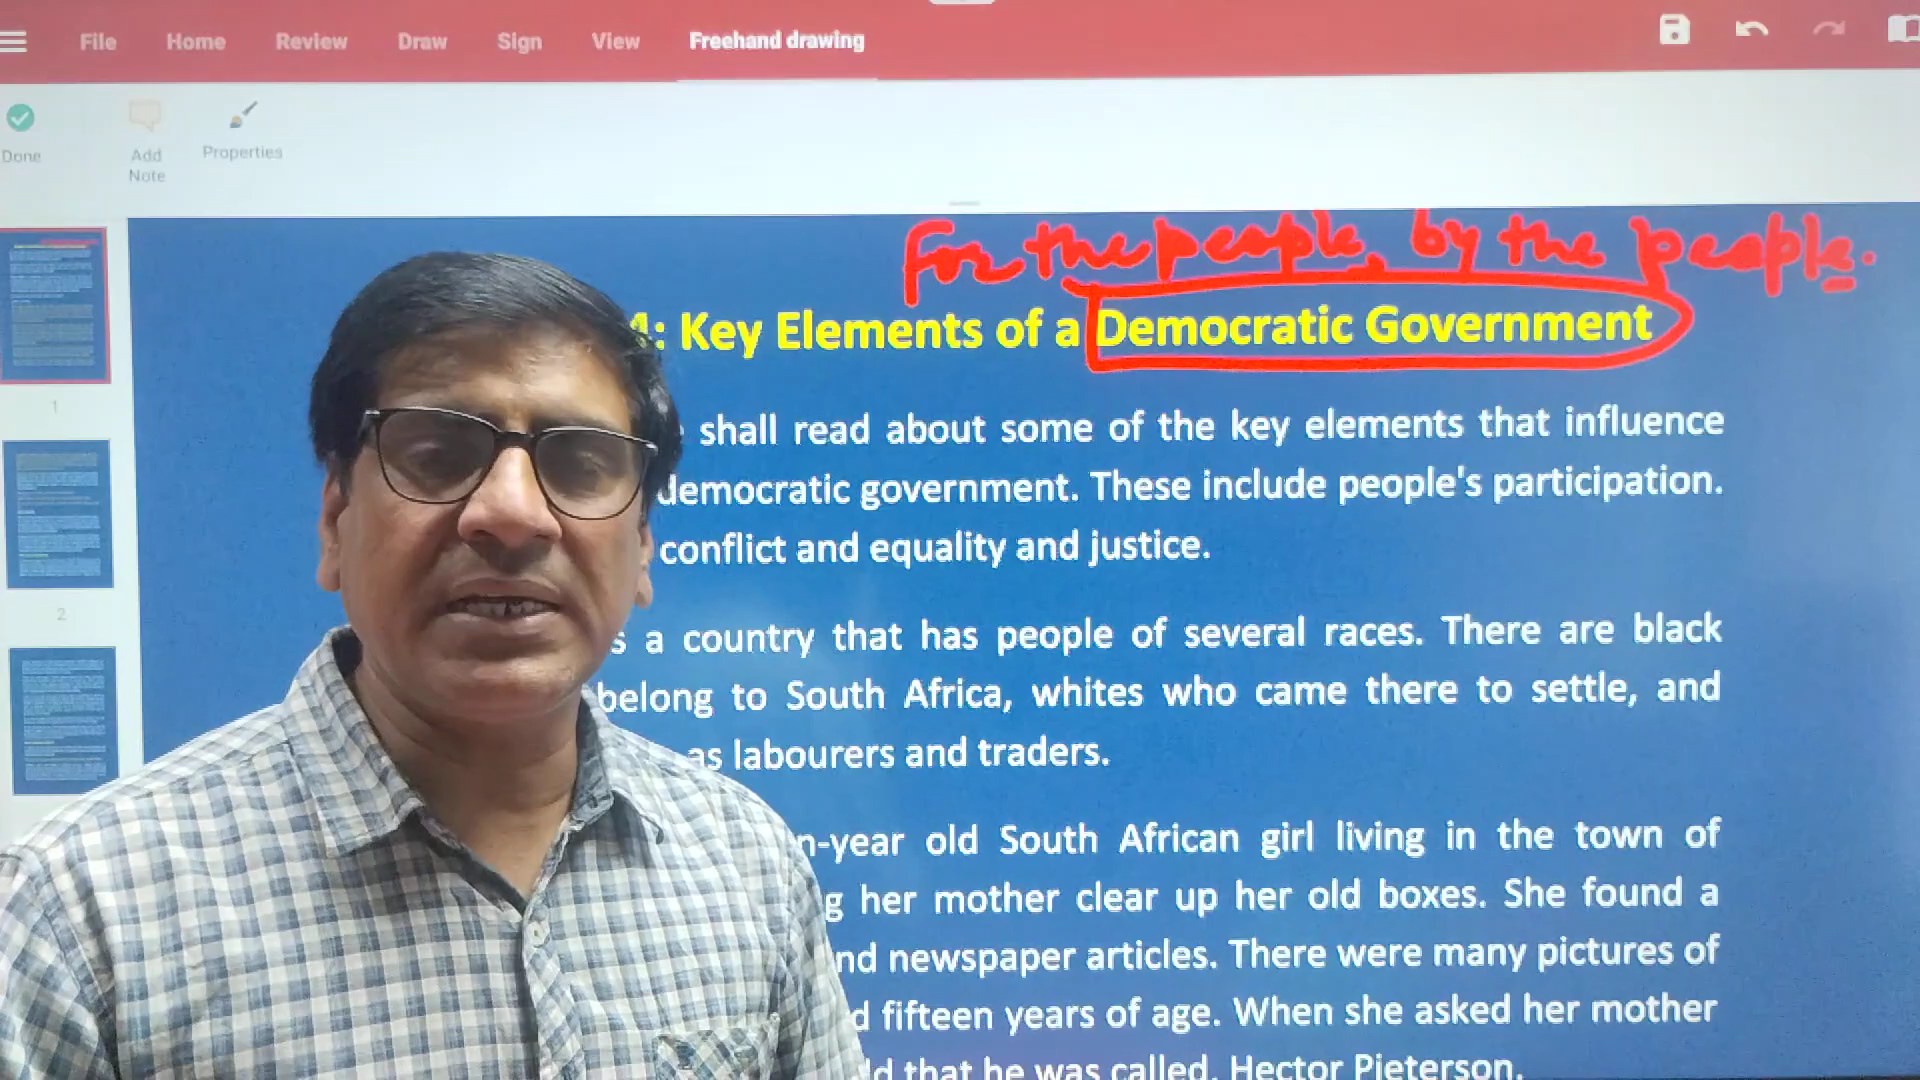 File Home Review Draw Sign View Freehand drawing
Done Add Note Properties
For the people, by the people.
4: Key Elements of a Democratic Government
shall read about some of the key elements that influence
democratic government. These include people's participation.
conflict and equality and justice.
s a country that has people of several races. There are black
belong to South Africa, whites who came there to settle, and
as labourers and traders.
n-year old South African girl living in the town of
g her mother clear up her old boxes. She found a
nd newspaper articles. There were many pictures of
d fifteen years of age. When she asked her mother
ld that he was called, Hector Pieterson.
1
2